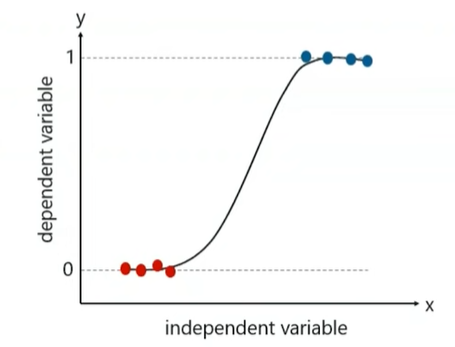 y
1
dependent variable
0
x
independent variable